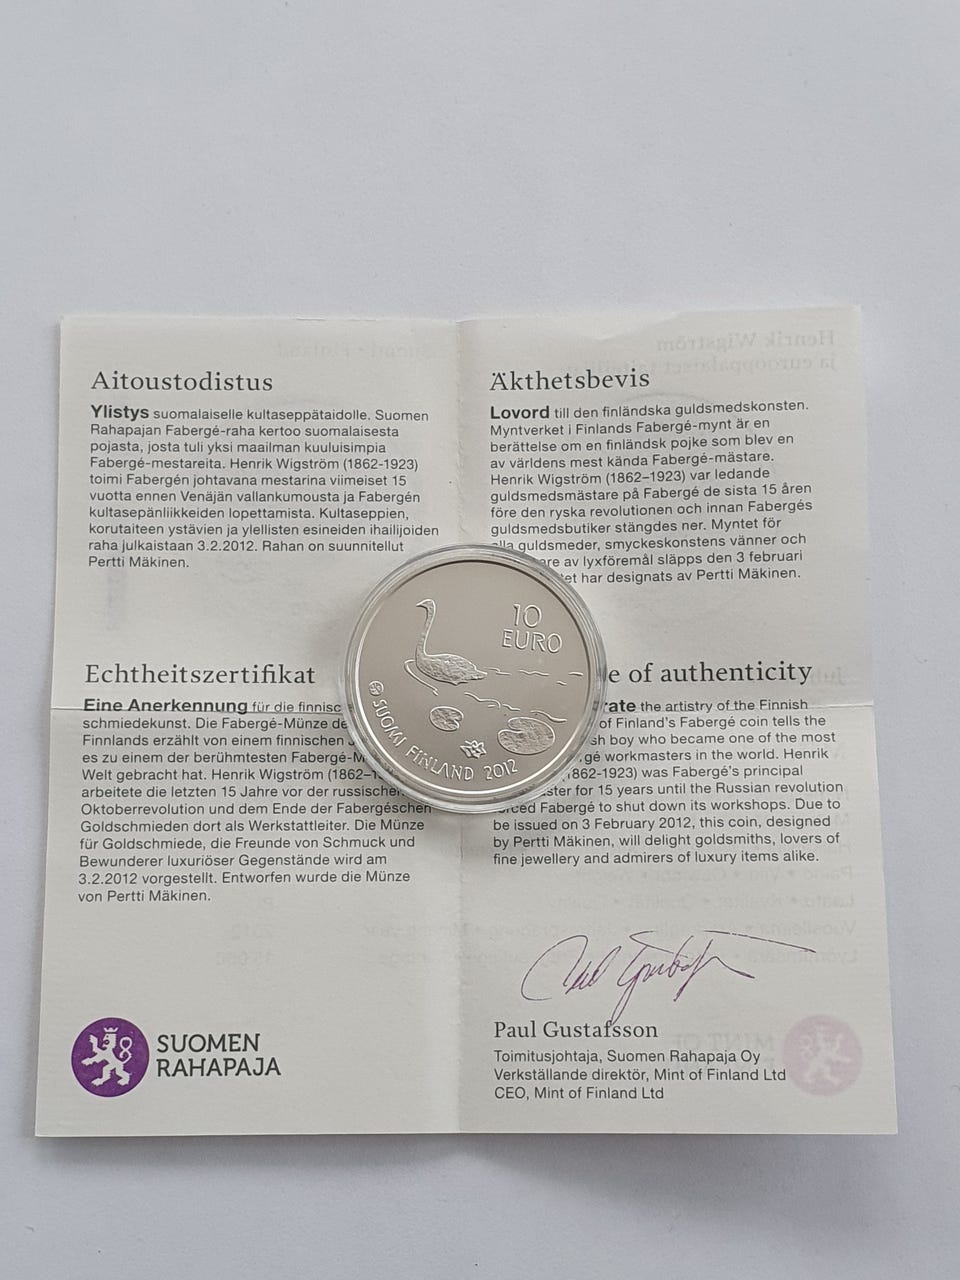 Aitoustodistus
Ylistys suomalaiselle kultaseppätaidolle. Suomen
Rahapajan Fabergé-raha kertoo suomalaisesta
pojasta, josta tuli yksi maailman kuuluisimpia
Fabergé-mestareita. Henrik Wigström (1862-1923)
toimi Fabergén johtavana mestarina viimeiset 15
vuotta ennen Venäjän vallankumousta ja Fabergén
kultasepänliikkeiden lopettamista. Kultaseppien,
korutaiteen ystävien ja ylellisten esineiden ihailijoiden
raha julkaistaan 3.2.2012. Rahan on suunnitellut
Pertti Mäkinen.
Äkthetsbevis
Lovord till den finländska guldsmedskonsten.
Myntverket i Finlands Fabergé-mynt är en
berättelse om en finländsk pojke som blev en
av världens mest kända Fabergé-mästare.
Henrik Wigström (1862–1923) var ledande
guldsmedsmästare på Fabergé de sista 15 åren
före den ryska revolutionen och innan Fabergés
guldsmedsbutiker stängdes ner. Myntet för
alla guldsmeder, smyckeskonstens vänner och
are av lyxföremål släpps den 3 februari
tet har designats av Pertti Mäkinen.
Echtheitszertifikat
Eine Anerkennung für die finnisc
schmiedekunst. Die Fabergé-Münze de
Finnlands erzählt von einem finnischen J
es zu einem der berühmtesten Fabergé-M
Welt gebracht hat. Henrik Wigström (1862–1
arbeitete die letzten 15 Jahre vor der russischen
Oktoberrevolution und dem Ende der Fabergéschen
Goldschmieden dort als Werkstattleiter. Die Münze
für Goldschmiede, die Freunde von Schmuck und
Bewunderer luxuriöser Gegenstände wird am
3.2.2012 vorgestellt. Entworfen wurde die Münze
von Pertti Mäkinen.
e of authenticity
rate the artistry of the Finnish
of Finland's Fabergé coin tells the
sh boy who became one of the most
gé workmasters in the world. Henrik
1862-1923) was Fabergé's principal
ster for 15 years until the Russian revolution
orced Fabergé to shut down its workshops. Due to
be issued on 3 February 2012, this coin, designed
by Pertti Mäkinen, will delight goldsmiths, lovers of
fine jewellery and admirers of luxury items alike.
10
EURO
SUOMI FINLAND 2012
SUOMEN
RAHAPAJA
Paul Gustafsson
Toimitusjohtaja, Suomen Rahapaja Oy
Verkställande direktör, Mint of Finland Ltd
CEO, Mint of Finland Ltd